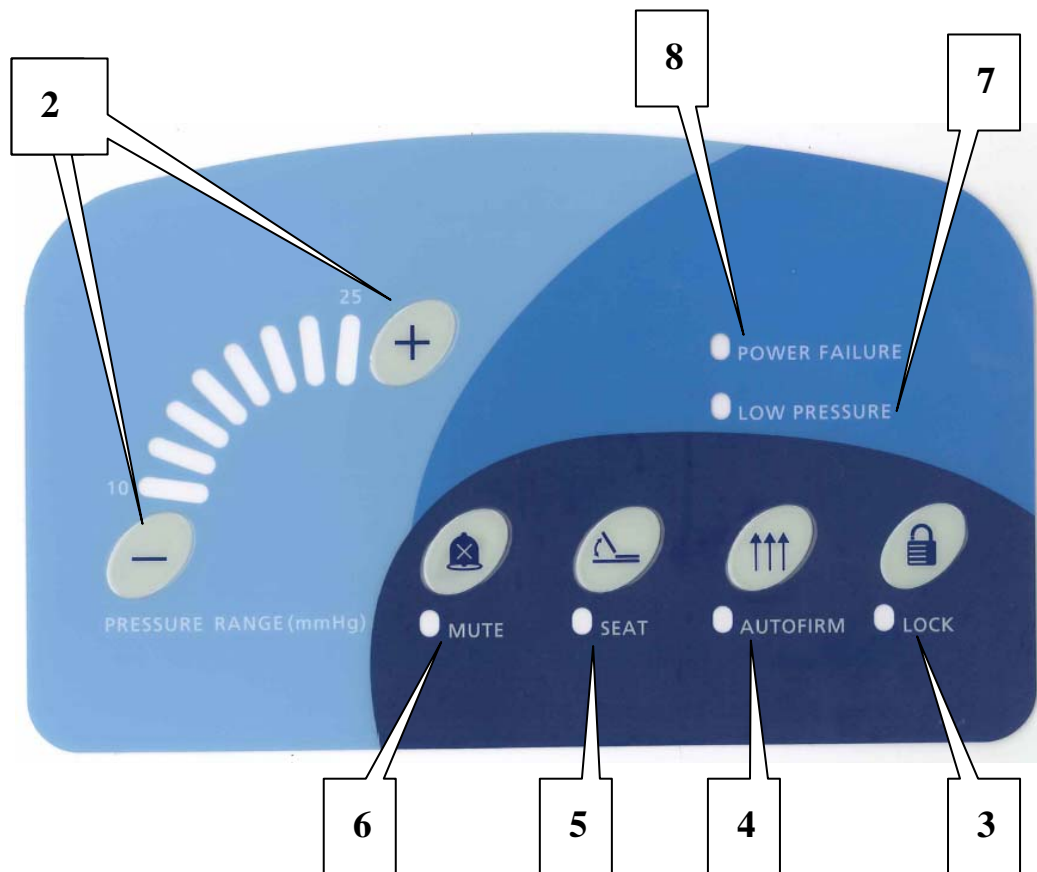 8
7
2
25
+
POWER FAILURE
LOW PRESSURE
10
−
PRESSURE RANGE (mmHg)
MUTE
SEAT
AUTOFIRM
LOCK
6
5
4
3